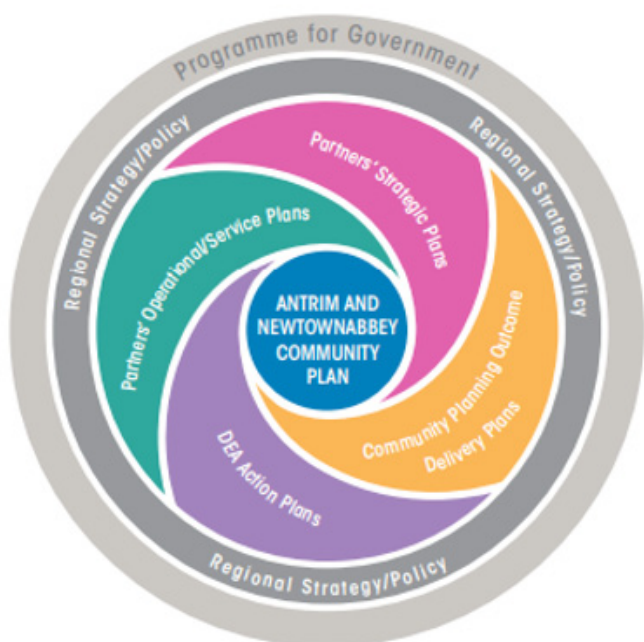 Programme for Government
Regional Strategy/Policy
Regional Strategy/Policy
Partners' Strategic Plans
Partners' Operational/Service Plans
ANTRIM AND
NEWTOWNABBEY
COMMUNITY
PLAN
Community Planning Outcome
Delivery Plans
DEA Action Plans
Regional Strategy/Policy